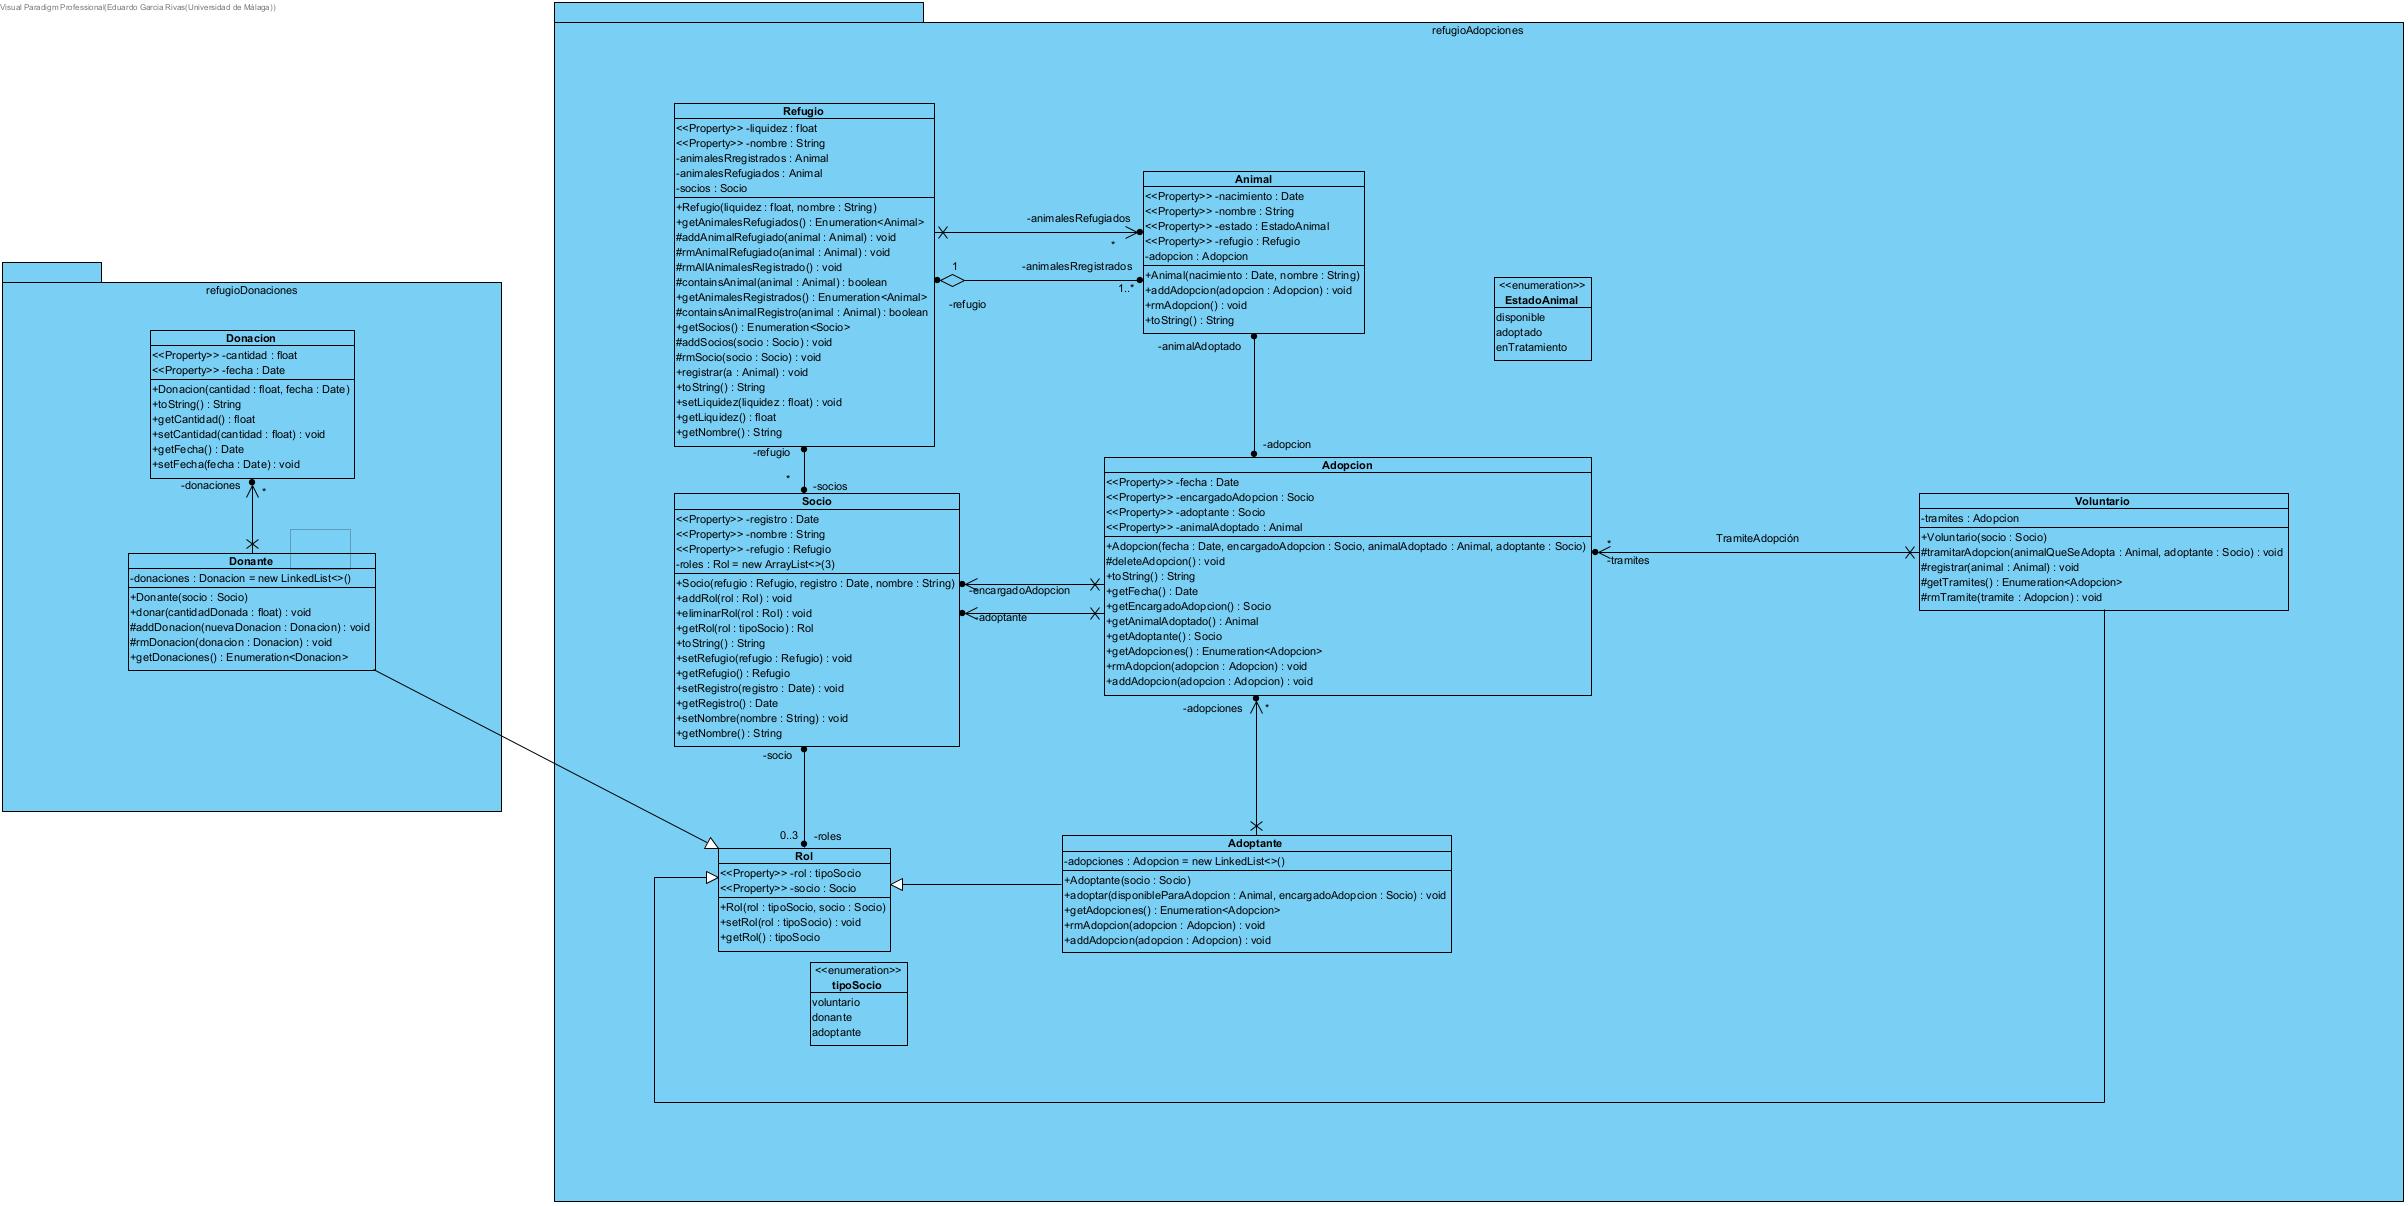 Visual Paradigm Professional(Eduardo Garcia Rivas(Universidad de Málaga))
refugioDonaciones
Donacion
<<Property>> -cantidad : float
<<Property>> -fecha : Date
+Donacion(cantidad : float, fecha : Date)
+toString() : String
+getCantidad() : float
+setCantidad(cantidad : float) : void
+getFecha() : Date
+setFecha(fecha : Date) : void
-donaciones
*
Donante
-donaciones : Donacion = new LinkedList<>()
+Donante(socio : Socio)
+donar(cantidadDonada : float) : void
#addDonacion(nuevaDonacion : Donacion) : void
#rmDonacion(donacion : Donacion) : void
+getDonaciones() : Enumeration<Donacion>
refugioAdopciones
Refugio
<<Property>> -liquidez : float
<<Property>> -nombre : String
-animalesRregistrados : Animal
-animalesRefugiados : Animal
-socios : Socio
+Refugio(liquidez : float, nombre : String)
+getAnimalesRefugiados() : Enumeration<Animal>
#addAnimalRefugiado(animal : Animal) : void
#rmAnimalRefugiado(animal : Animal) : void
#rmAllAnimalesRegistrado() : void
#containsAnimal(animal : Animal) : boolean
+getAnimalesRegistrados() : Enumeration<Animal>
#containsAnimalRegistro(animal : Animal) : boolean
+getSocios() : Enumeration<Socio>
#addSocios(socio : Socio) : void
#rmSocio(socio : Socio) : void
+registrar(a : Animal) : void
+toString() : String
+setLiquidez(liquidez : float) : void
+getLiquidez() : float
+getNombre() : String
-animalesRefugiados
*
1
-animalesRregistrados
1..*
-refugio
Animal
<<Property>> -nacimiento : Date
<<Property>> -nombre : String
<<Property>> -estado : EstadoAnimal
<<Property>> -refugio : Refugio
-adopcion : Adopcion
+Animal(nacimiento : Date, nombre : String)
+addAdopcion(adopcion : Adopcion) : void
+rmAdopcion() : void
+toString() : String
<<enumeration>>
EstadoAnimal
disponible
adoptado
enTratamiento
-animalAdoptado
-adopcion
-refugio
*
-socios
Socio
<<Property>> -registro : Date
<<Property>> -nombre : String
<<Property>> -refugio : Refugio
-roles : Rol = new ArrayList<>(3)
+Socio(refugio : Refugio, registro : Date, nombre : String)
+addRol(rol : Rol) : void
+eliminarRol(rol : Rol) : void
+getRol(rol : tipoSocio) : Rol
+toString() : String
+setRefugio(refugio : Refugio) : void
+getRefugio() : Refugio
+setRegistro(registro : Date) : void
+getRegistro() : Date
+setNombre(nombre : String) : void
+getNombre() : String
-encargadoAdopcion
-adoptante
Adopcion
<<Property>> -fecha : Date
<<Property>> -encargadoAdopcion : Socio
<<Property>> -adoptante : Socio
<<Property>> -animalAdoptado : Animal
+Adopcion(fecha : Date, encargadoAdopcion : Socio, animalAdoptado : Animal, adoptante : Socio)
#deleteAdopcion() : void
+toString() : String
+getFecha() : Date
+getEncargadoAdopcion() : Socio
+getAnimalAdoptado() : Animal
+getAdoptante() : Socio
+getAdopciones() : Enumeration<Adopcion>
+rmAdopcion(adopcion : Adopcion) : void
+addAdopcion(adopcion : Adopcion) : void
*
-tramites
TramiteAdopción
Voluntario
-tramites : Adopcion
+Voluntario(socio : Socio)
#tramitarAdopcion(animalQueSeAdopta : Animal, adoptante : Socio) : void
#registrar(animal : Animal) : void
#getTramites() : Enumeration<Adopcion>
#rmTramite(tramite : Adopcion) : void
-adopciones
*
-socio
0..3
-roles
Rol
<<Property>> -rol : tipoSocio
<<Property>> -socio : Socio
+Rol(rol : tipoSocio, socio : Socio)
+setRol(rol : tipoSocio) : void
+getRol() : tipoSocio
Adoptante
-adopciones : Adopcion = new LinkedList<>()
+Adoptante(socio : Socio)
+adoptar(disponibleParaAdopcion : Animal, encargadoAdopcion : Socio) : void
+getAdopciones() : Enumeration<Adopcion>
+rmAdopcion(adopcion : Adopcion) : void
+addAdopcion(adopcion : Adopcion) : void
<<enumeration>>
tipoSocio
voluntario
donante
adoptante